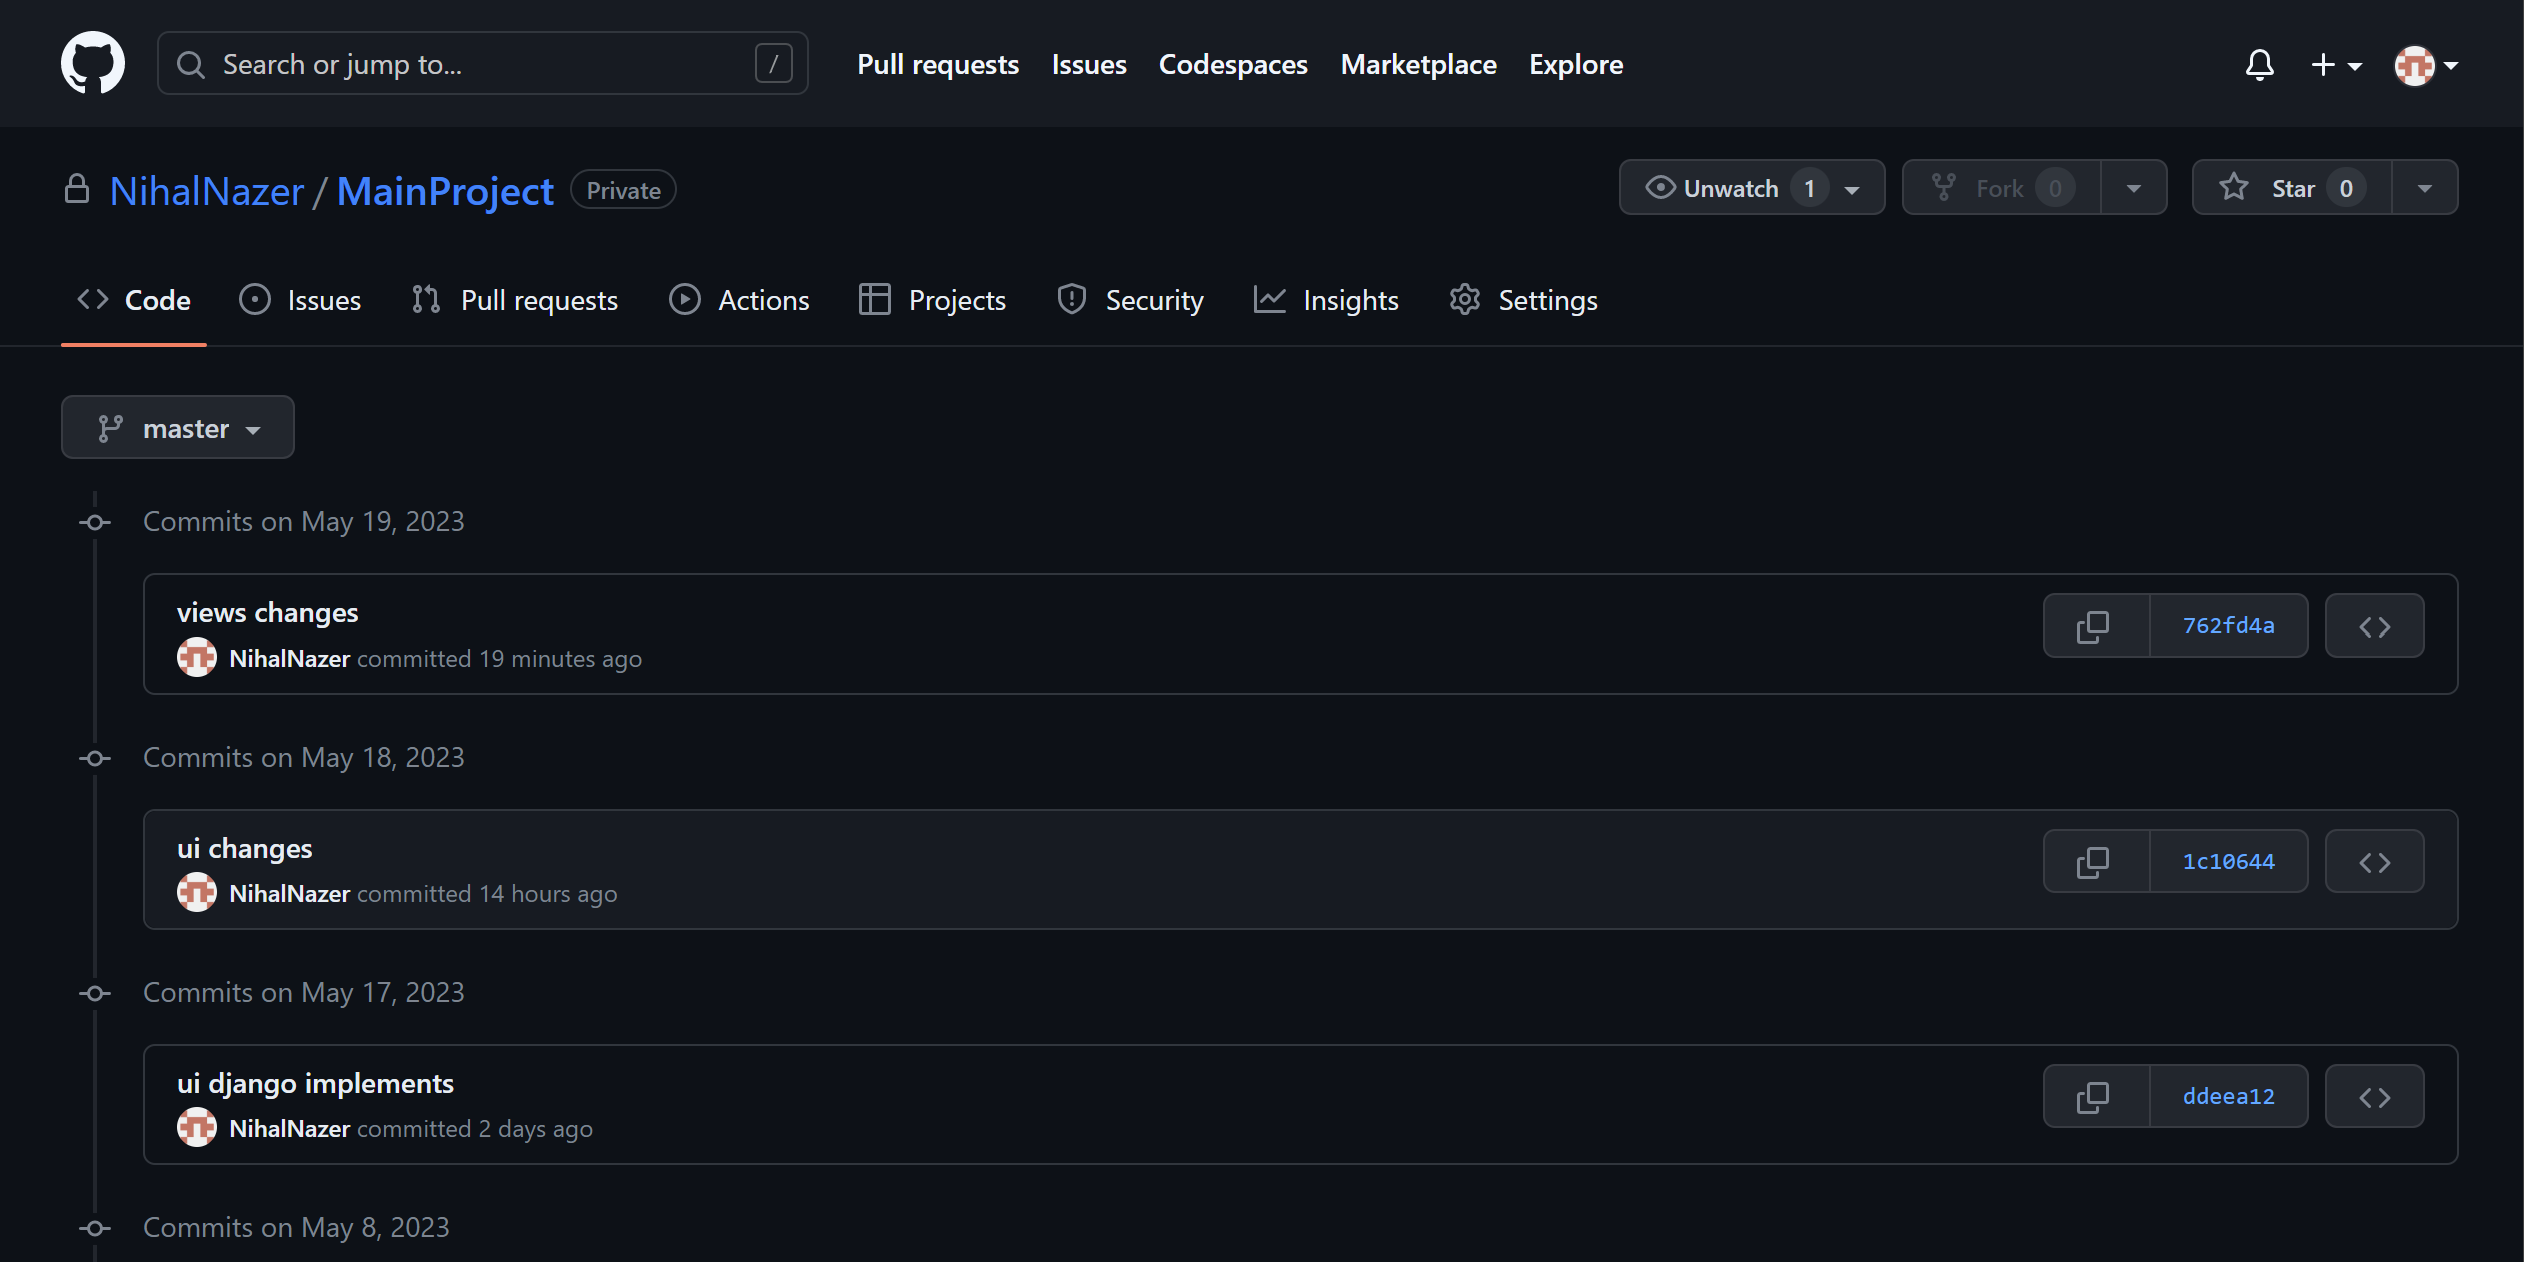 Search or jump to... /
Pull requests Issues Codespaces Marketplace Explore
NihalNazer / MainProject Private
Unwatch 1 Fork 0 Star 0
Code Issues Pull requests Actions Projects Security Insights Settings
master
Commits on May 19, 2023
views changes
762fd4a
NihalNazer committed 19 minutes ago
Commits on May 18, 2023
ui changes
1c10644
NihalNazer committed 14 hours ago
Commits on May 17, 2023
ui django implements
ddeea12
NihalNazer committed 2 days ago
Commits on May 8, 2023